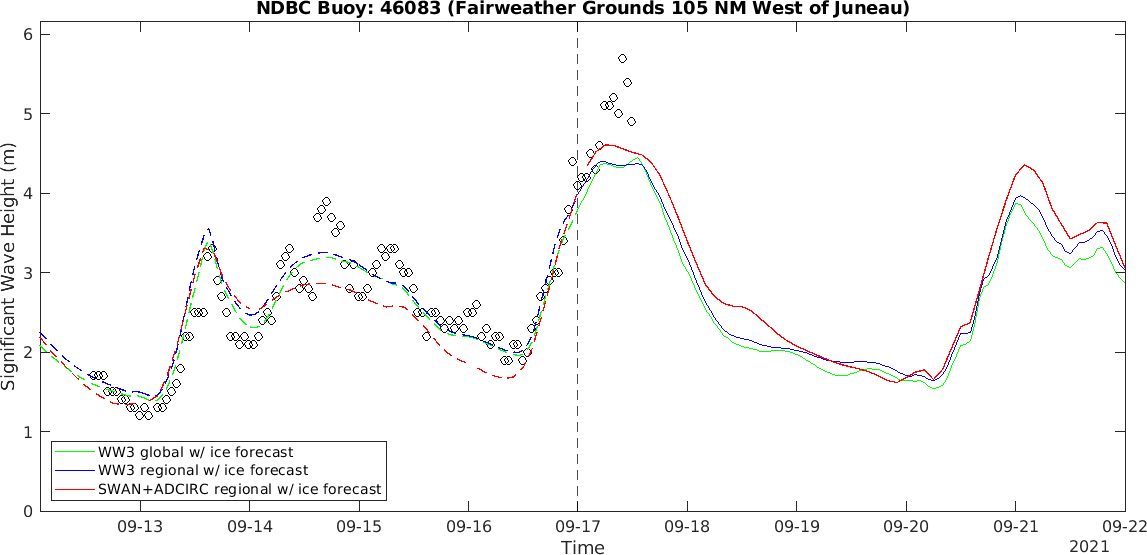 NDBC Buoy: 46083 (Fairweather Grounds 105 NM West of Juneau)
Significant Wave Height (m)
6
5
4
3
2
1
0
WW3 global w/ ice forecast
WW3 regional w/ ice forecast
SWAN+ADCIRC regional w/ ice forecast
09-13 09-14 09-15 09-16 09-17 09-18 09-19 09-20 09-21 09-22
Time
2021